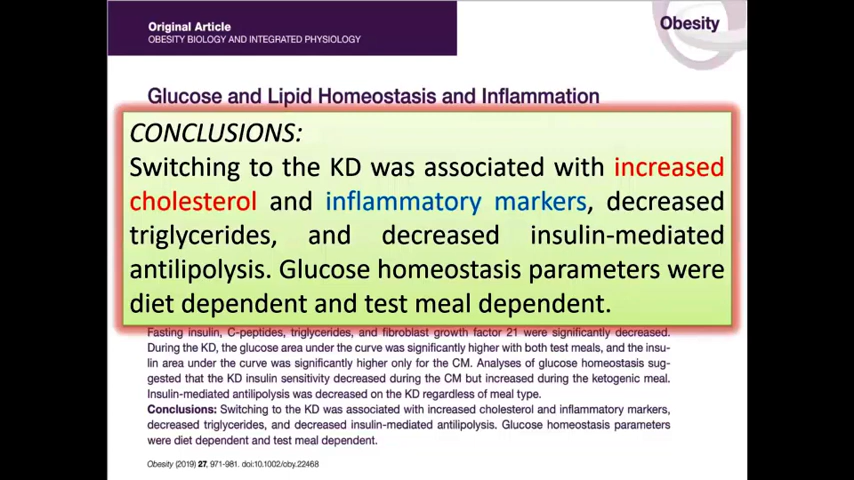 Original Article
Obesity
OBESITY BIOLOGY AND INTEGRATED PHYSIOLOGY
Glucose and Lipid Homeostasis and Inflammation
CONCLUSIONS:
Switching to the KD was associated with increased
cholesterol and inflammatory markers, decreased
triglycerides, and decreased insulin-mediated
antilipolysis. Glucose homeostasis parameters were
diet dependent and test meal dependent.
Fasting insulin, C-peptides, triglycerides, and fibroblast growth factor 21 were significantly decreased.
During the KD, the glucose area under the curve was significantly higher with both test meals, and the insu-
lin area under the curve was significantly higher only for the CM. Analyses of glucose homeostasis sug-
gested that the KD insulin sensitivity decreased during the CM but increased during the ketogenic meal.
Insulin-mediated antilipolysis was decreased on the KD regardless of meal type.
Conclusions: Switching to the KD was associated with increased cholesterol and inflammatory markers,
decreased triglycerides, and decreased insulin-mediated antilipolysis. Glucose homeostasis parameters
were diet dependent and test meal dependent.
Obesity (2019) 27, 971-981. doi:10.1002/oby.22468